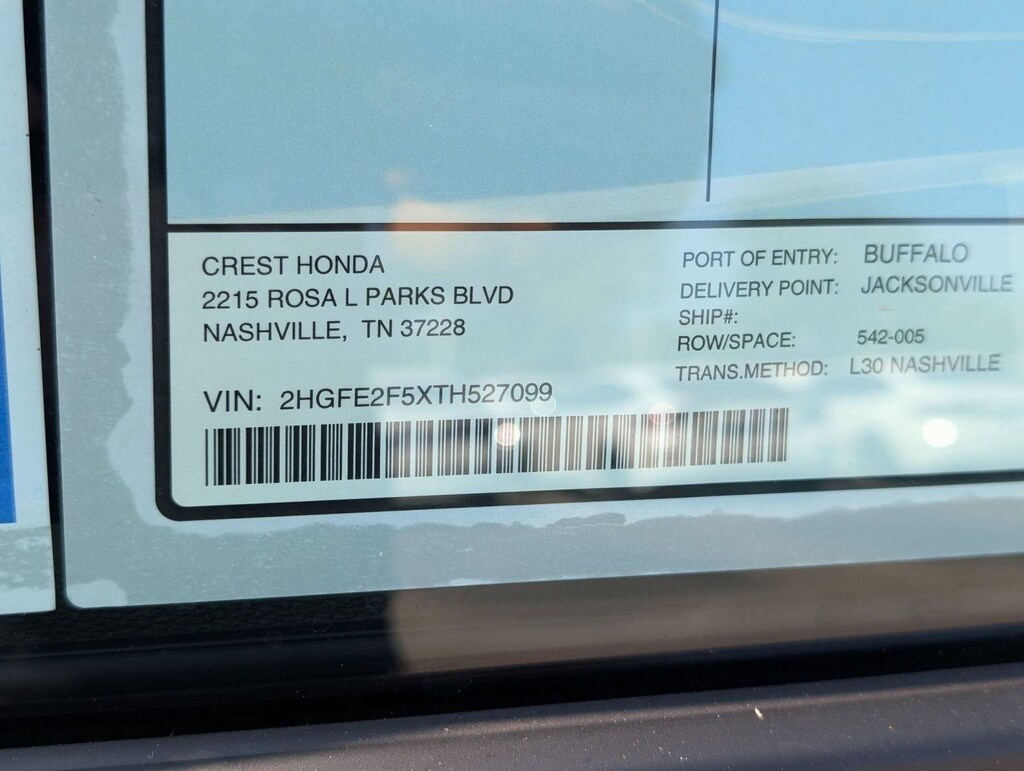 CREST HONDA
2215 ROSA L PARKS BLVD
NASHVILLE, TN 37228
VIN: 2HGFE2F5XTH527099
PORT OF ENTRY: BUFFALO
DELIVERY POINT: JACKSONVILLE
SHIP#:
ROW/SPACE: 542-005
TRANS.METHOD: L30 NASHVILLE